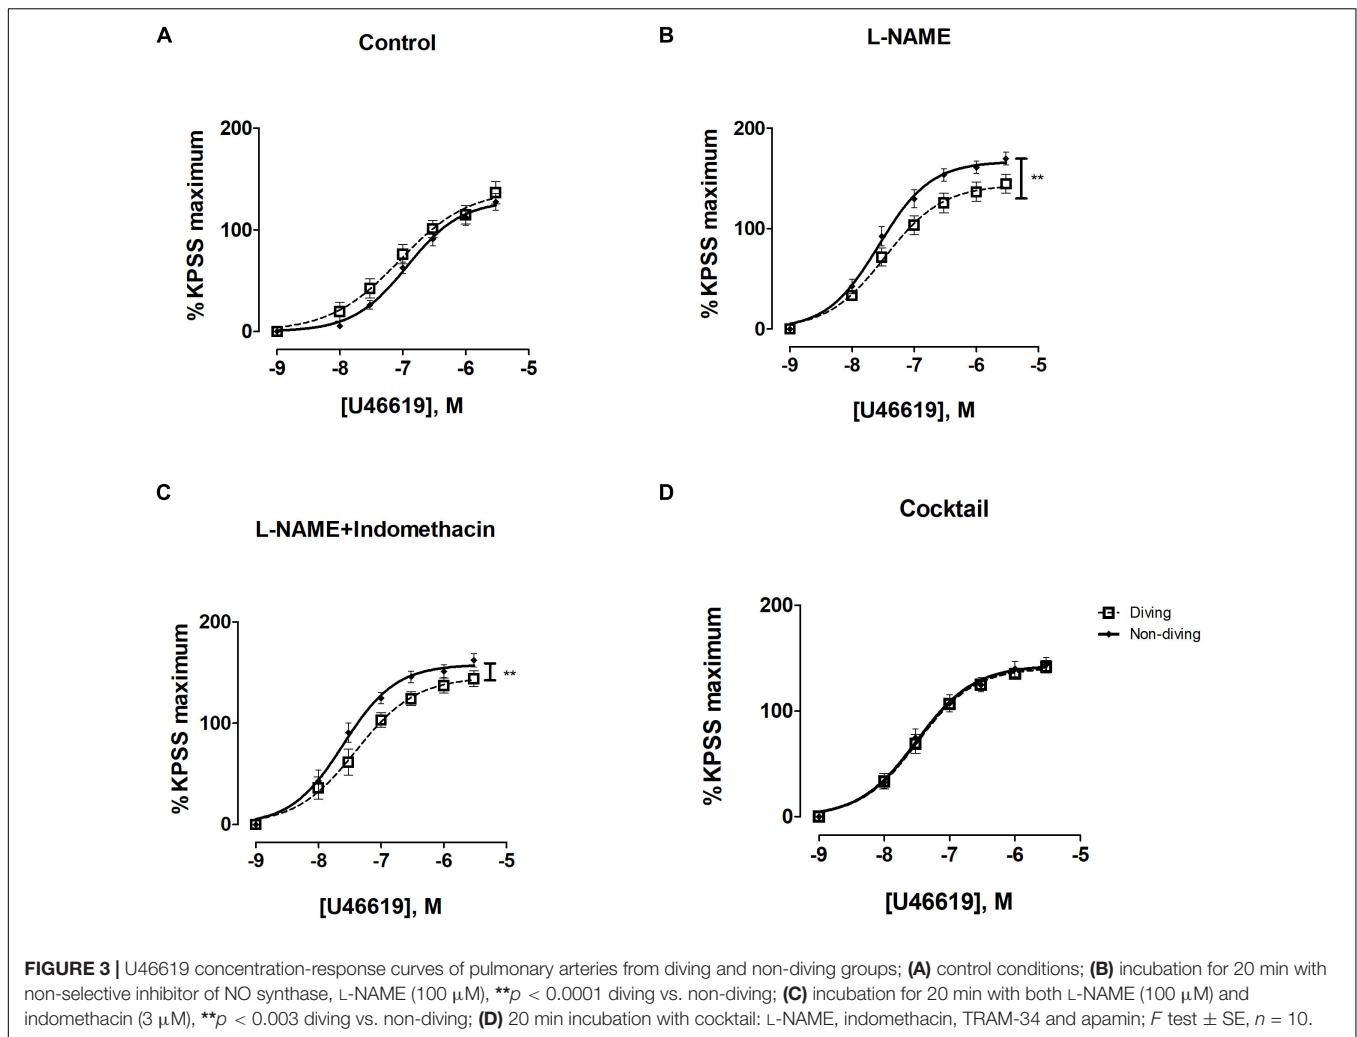 A
Control
200
100
0
% KPSS maximum
-9 -8 -7 -6 -5
[U46619], M
B
L-NAME
200
100
0
% KPSS maximum
**
-9 -8 -7 -6 -5
[U46619], M
C
L-NAME+Indomethacin
200
100
0
% KPSS maximum
**
-9 -8 -7 -6 -5
[U46619], M
D
Cocktail
200
100
0
% KPSS maximum
Diving
Non-diving
-9 -8 -7 -6 -5
[U46619], M
FIGURE 3 | U46619 concentration-response curves of pulmonary arteries from diving and non-diving groups; (A) control conditions; (B) incubation for 20 min with
non-selective inhibitor of NO synthase, L-NAME (100 μM), **p < 0.0001 diving vs. non-diving; (C) incubation for 20 min with both L-NAME (100 μM) and
indomethacin (3 μM), **p < 0.003 diving vs. non-diving; (D) 20 min incubation with cocktail: L-NAME, indomethacin, TRAM-34 and apamin; F test ± SE, n = 10.